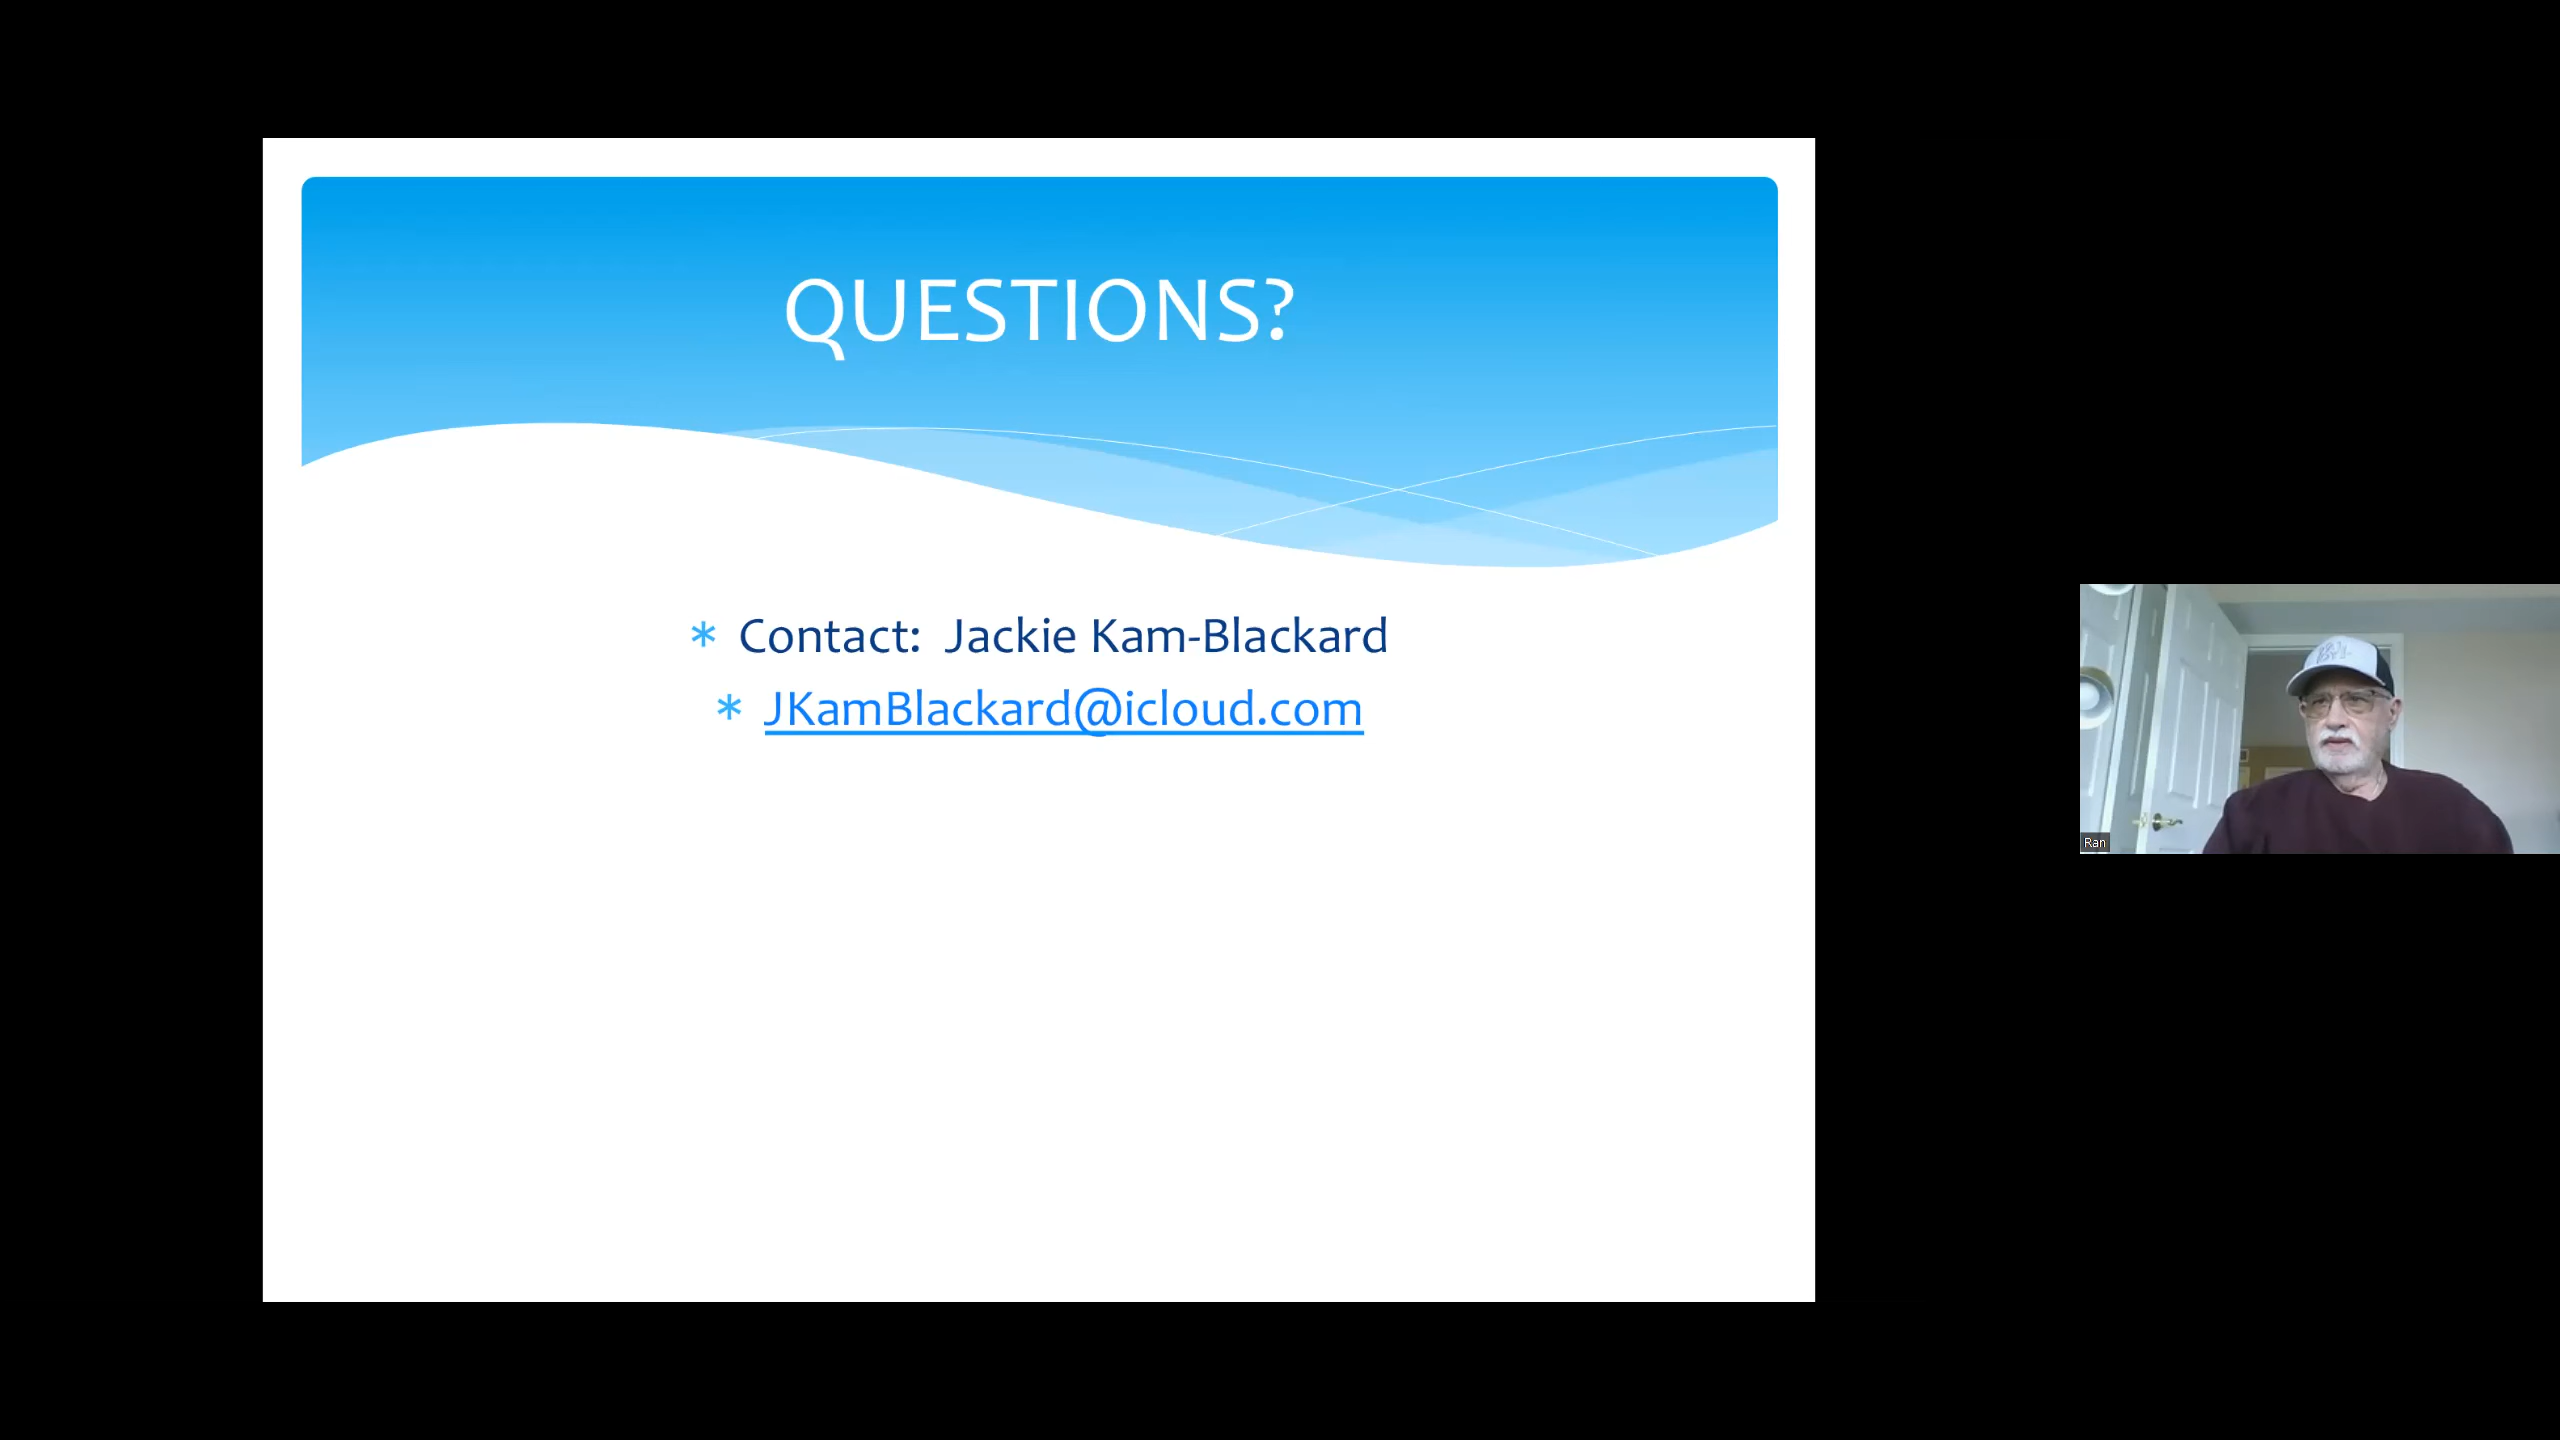 QUESTIONS?
* Contact: Jackie Kam-Blackard
* JKamBlackard@icloud.com
Ran